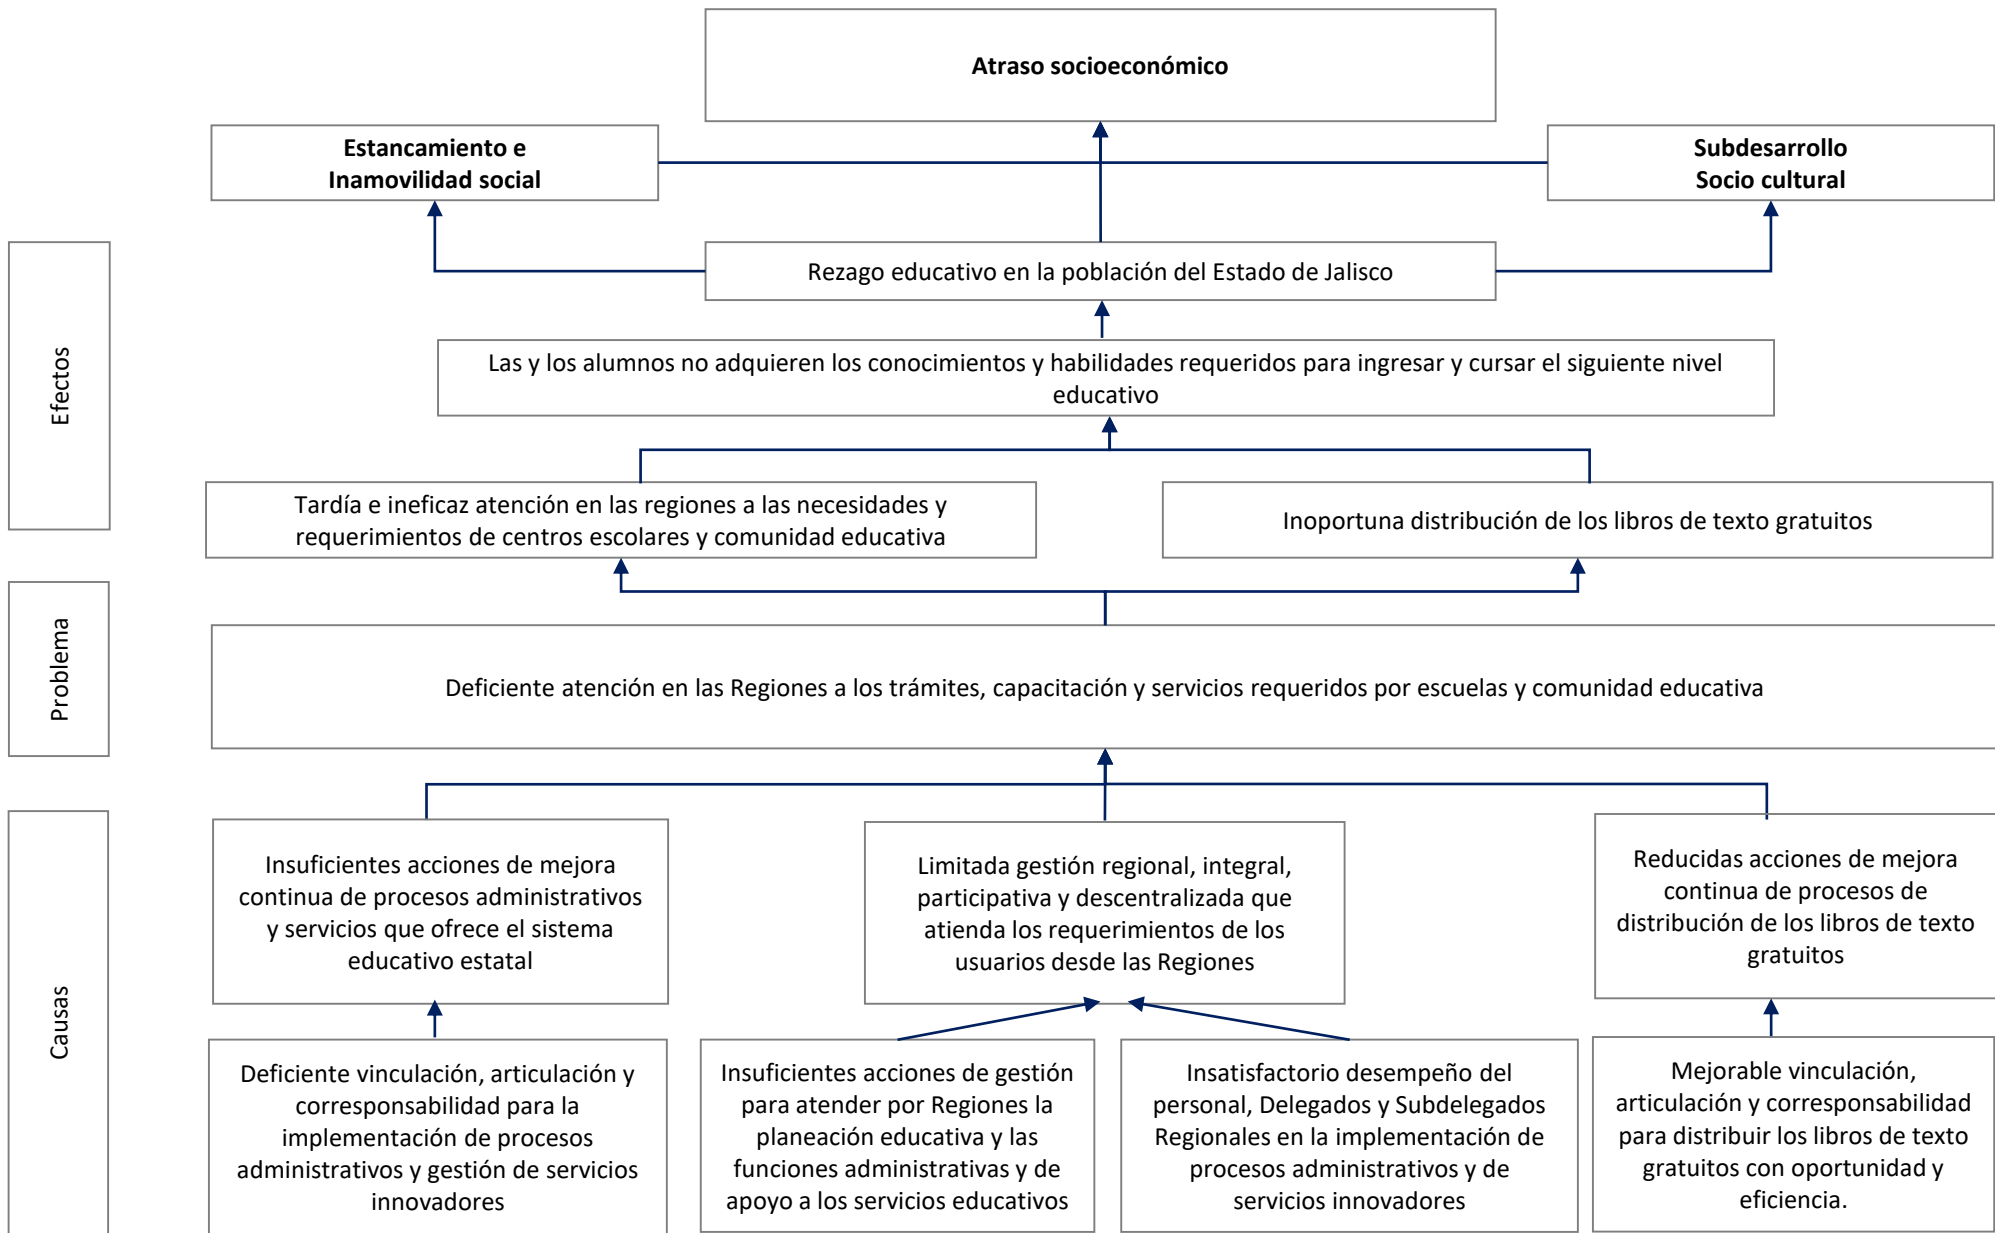 Atraso socioeconómico
Estancamiento e
Inamovilidad social
Subdesarrollo
Socio cultural
Efectos
Rezago educativo en la población del Estado de Jalisco
Las y los alumnos no adquieren los conocimientos y habilidades requeridos para ingresar y cursar el siguiente nivel
educativo
Tardía e ineficaz atención en las regiones a las necesidades y
requerimientos de centros escolares y comunidad educativa
Inoportuna distribución de los libros de texto gratuitos
Problema
Deficiente atención en las Regiones a los trámites, capacitación y servicios requeridos por escuelas y comunidad educativa
Causas
Insuficientes acciones de mejora
continua de procesos administrativos
y servicios que ofrece el sistema
educativo estatal
Limitada gestión regional, integral,
participativa y descentralizada que
atienda los requerimientos de los
usuarios desde las Regiones
Reducidas acciones de mejora
continua de procesos de
distribución de los libros de texto
gratuitos
Deficiente vinculación, articulación y
corresponsabilidad para la
implementación de procesos
administrativos y gestión de servicios
innovadores
Insuficientes acciones de gestión
para atender por Regiones la
planeación educativa y las
funciones administrativas y de
apoyo a los servicios educativos
Insatisfactorio desempeño del
personal, Delegados y Subdelegados
Regionales en la implementación de
procesos administrativos y de
servicios innovadores
Mejorable vinculación,
articulación y corresponsabilidad
para distribuir los libros de texto
gratuitos con oportunidad y
eficiencia.